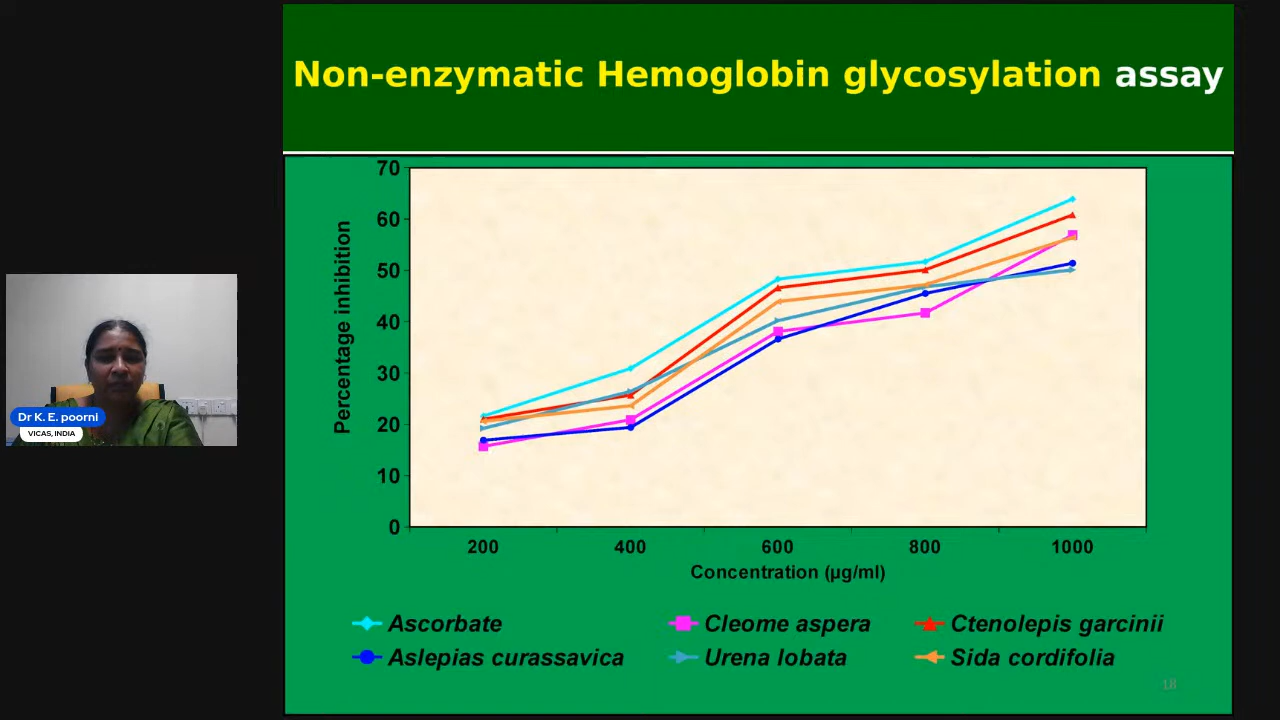 Non-enzymatic Hemoglobin glycosylation assay
70
60
50
40
30
20
10
0
Percentage inhibition
200 400 600 800 1000
Concentration (µg/ml)
Ascorbate Cleome aspera Ctenolepis garcinii
Aslepias curassavica Urena lobata Sida cordifolia
18
Dr K. E. poorni
VICAS, INDIA